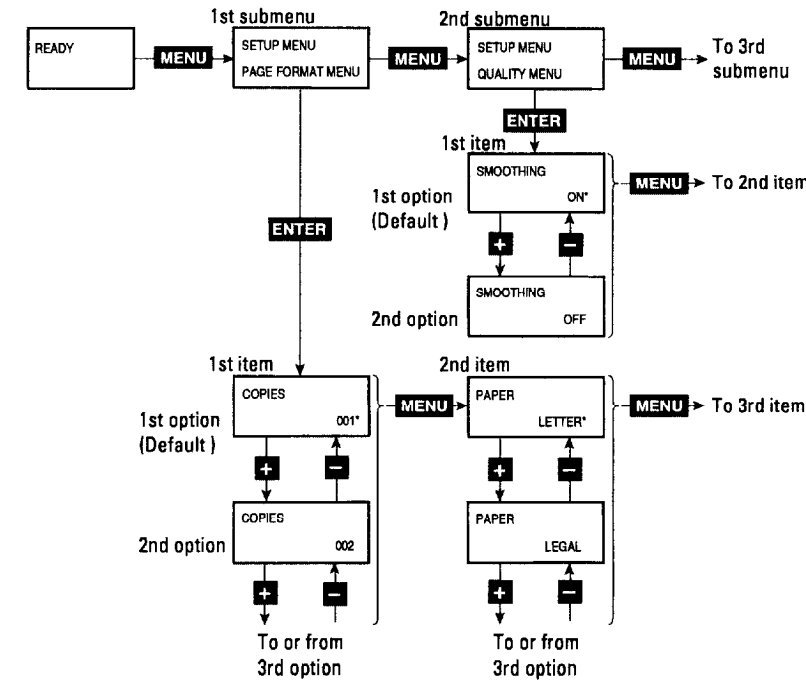 1st submenu
2nd submenu
READY
MENU
SETUP MENU
PAGE FORMAT MENU
MENU
SETUP MENU
QUALITY MENU
MENU
To 3rd
submenu
ENTER
1st item
SMOOTHING
ON*
MENU
To 2nd item
1st option
(Default )
ENTER
+
−
SMOOTHING
OFF
2nd option
1st item
2nd item
COPIES
001*
MENU
PAPER
LETTER*
MENU
To 3rd item
1st option
(Default )
+
−
+
−
COPIES
002
PAPER
LEGAL
2nd option
+
−
+
−
To or from
3rd option
To or from
3rd option